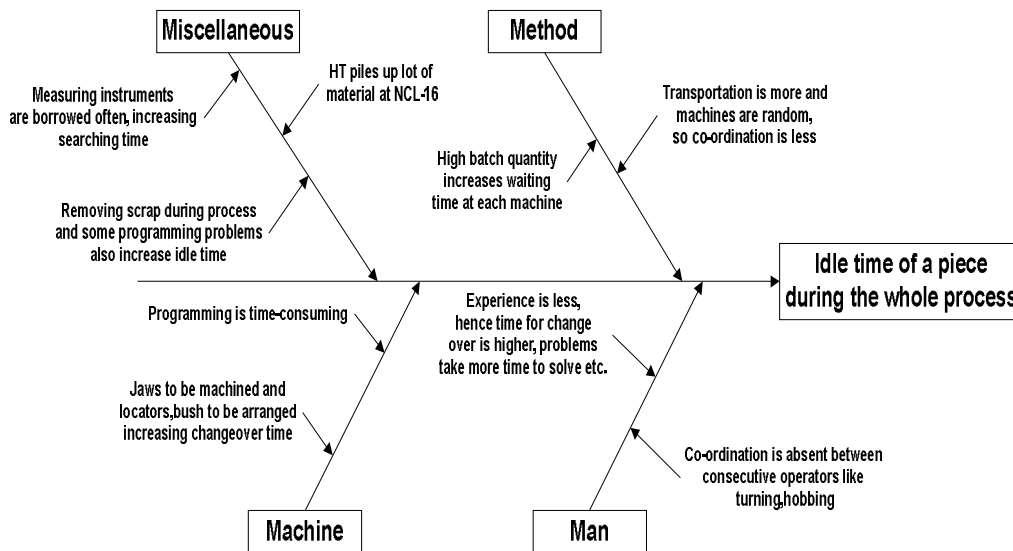 Miscellaneous
Method
HT piles up lot of
material at NCL-16
Measuring instruments
are borrowed often, increasing
searching time
Transportation is more and
machines are random,
so co-ordination is less
High batch quantity
increases waiting
time at each machine
Removing scrap during process
and some programming problems
also increase idle time
Idle time of a piece
during the whole process
Programming is time-consuming
Experience is less,
hence time for change
over is higher, problems
take more time to solve etc.
Jaws to be machined and
locators,bush to be arranged
increasing changeover time
Co-ordination is absent between
consecutive operators like
turning,hobbing
Machine
Man